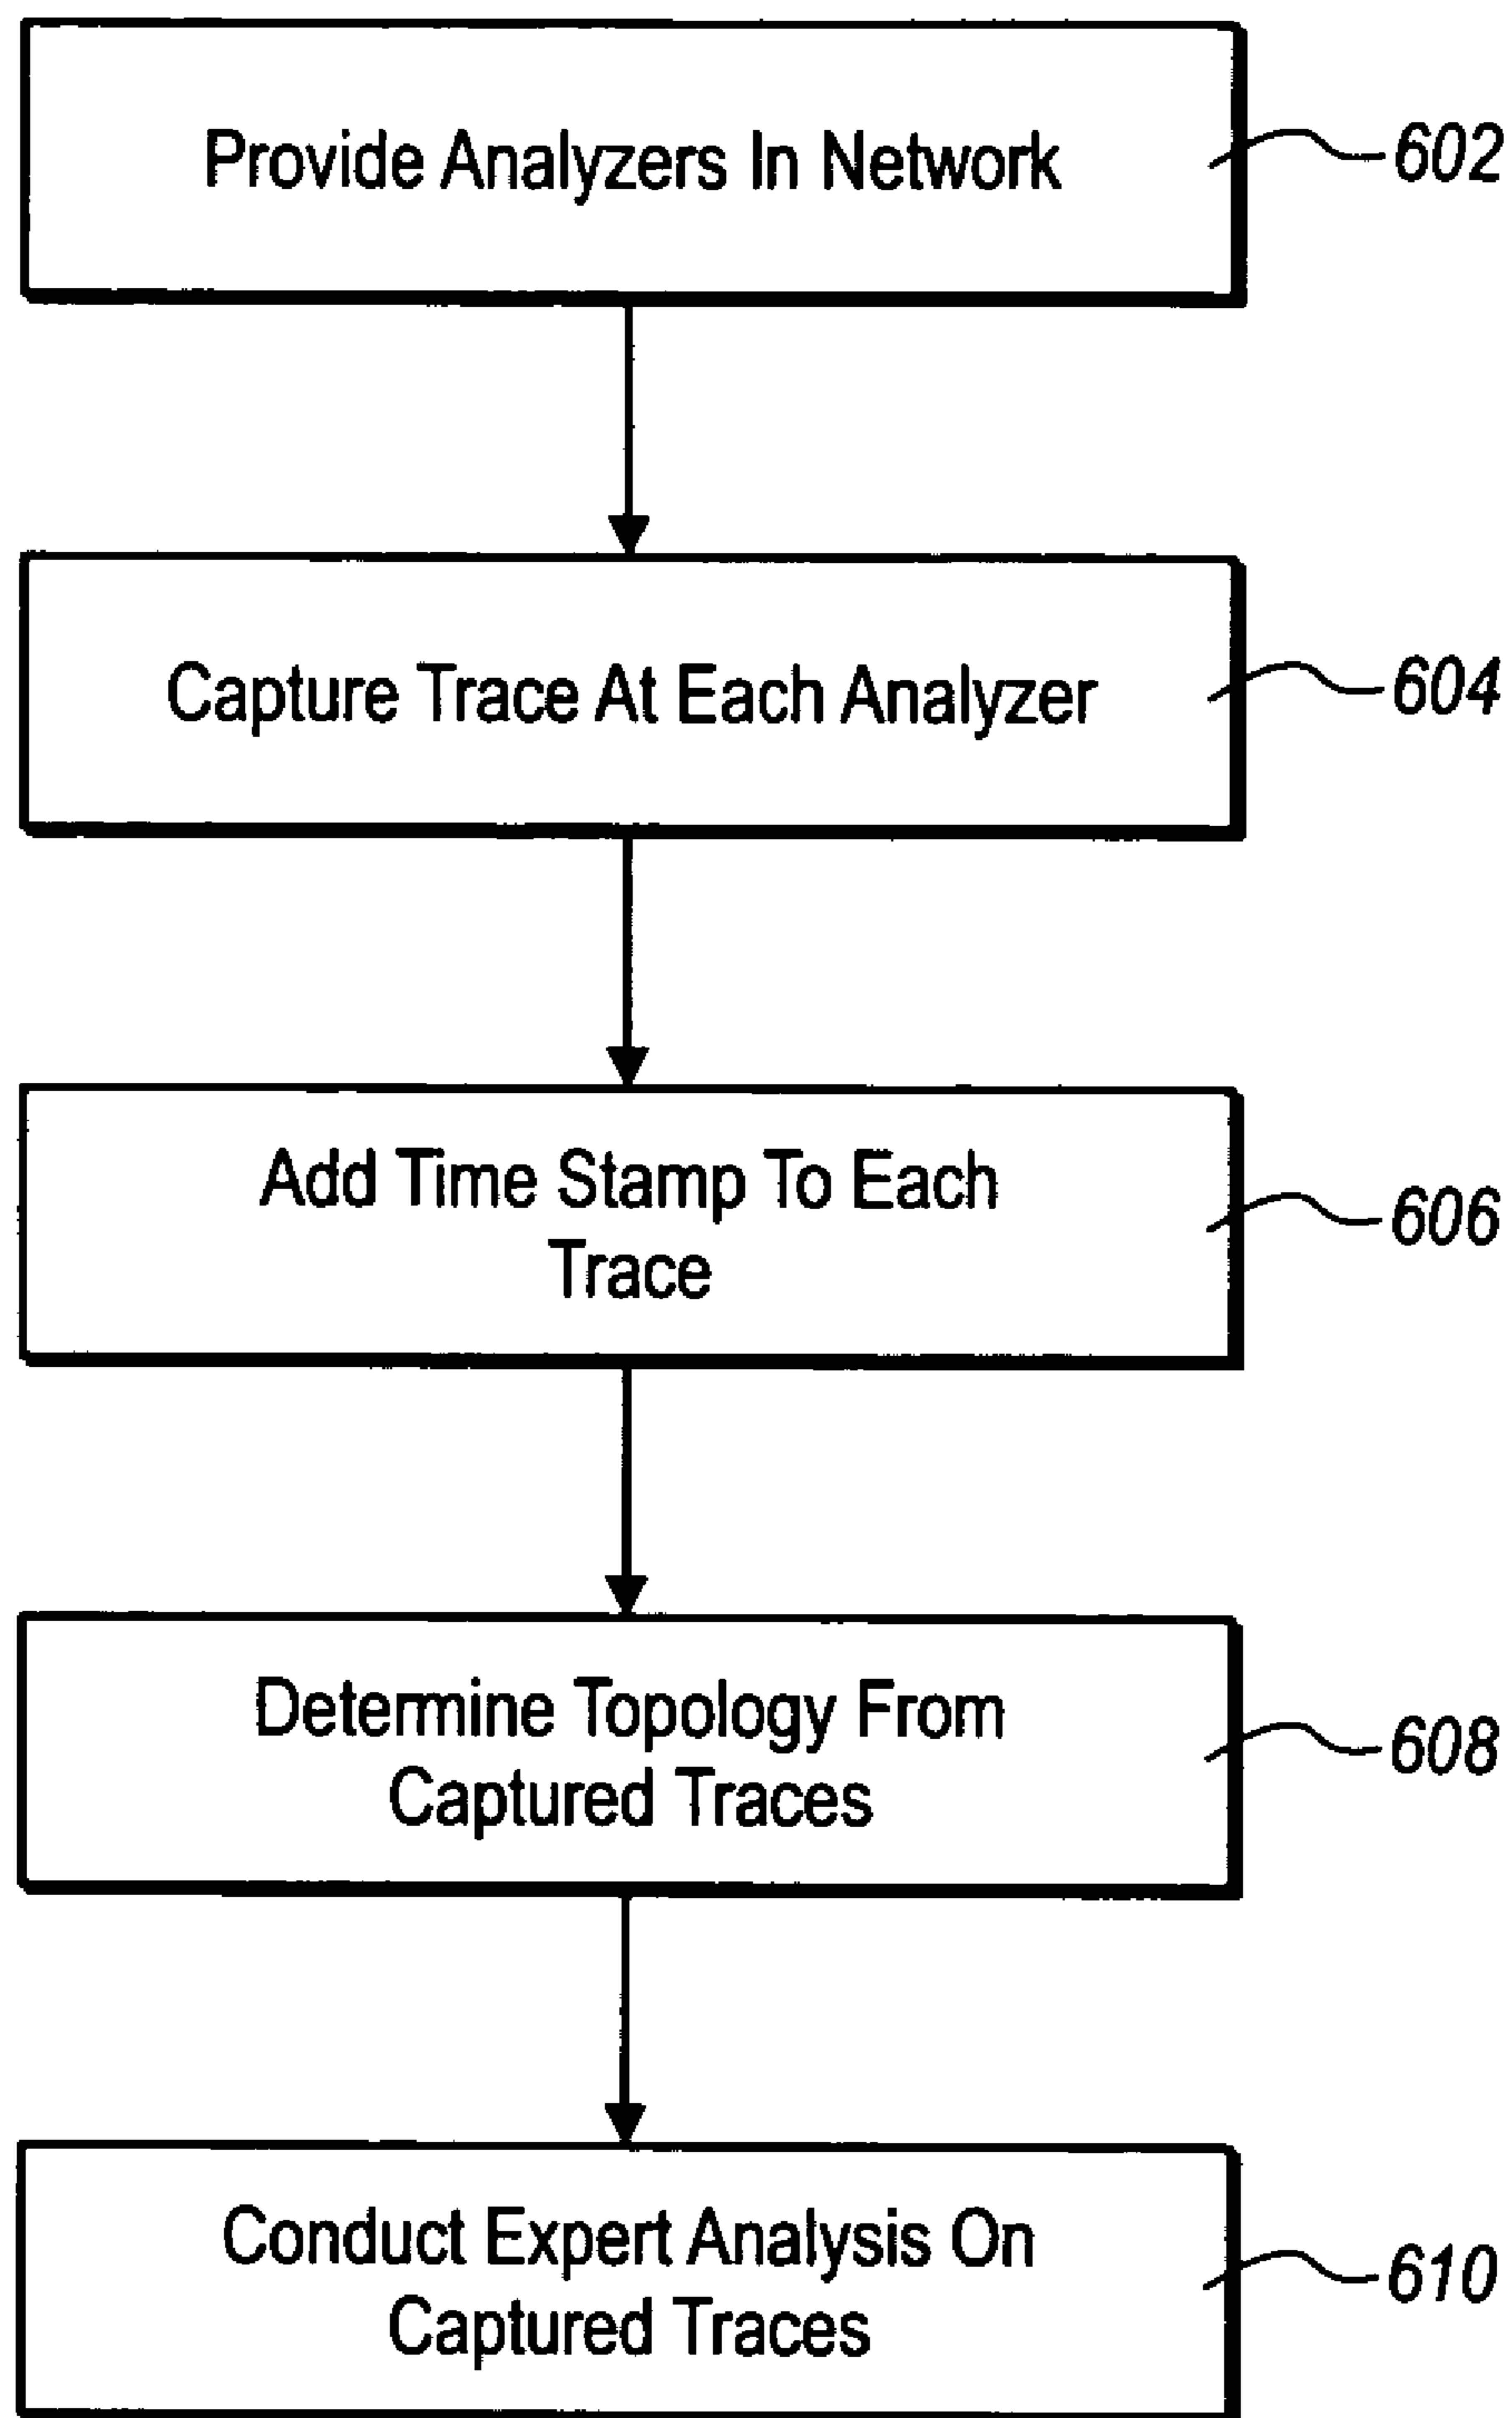 Provide Analyzers In Network
602
Capture Trace At Each Analyzer
604
Add Time Stamp To Each
Trace
606
Determine Topology From
Captured Traces
608
Conduct Expert Analysis On
Captured Traces
610